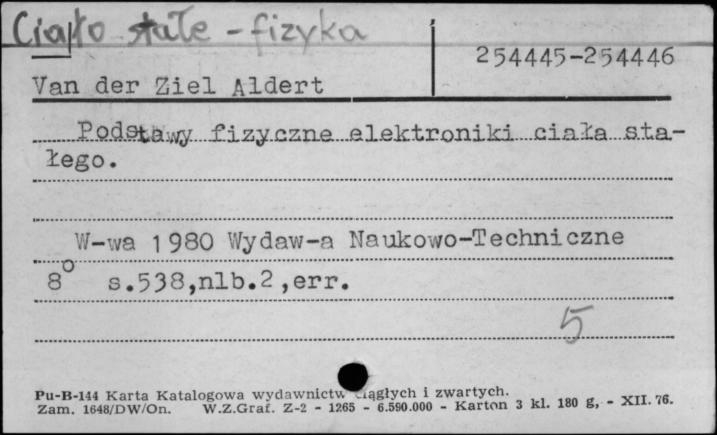 Ciało stałe - fizyka
254445-254446
Van der Ziel Aldert
Podstawy fizyczne elektroniki ciała sta-
łego.
W-wa 1980 Wydaw-a Naukowo-Techniczne
8° s.538,nlb.2,err.
5
Pu-B-144 Karta Katalogowa wydawnictw ciągłych i zwartych.
Zam. 1648/DW/On. W.Z.Graf. Z-2 - 1265 - 6.590.000 - Karton 3 kl. 180 g, - XII. 76.